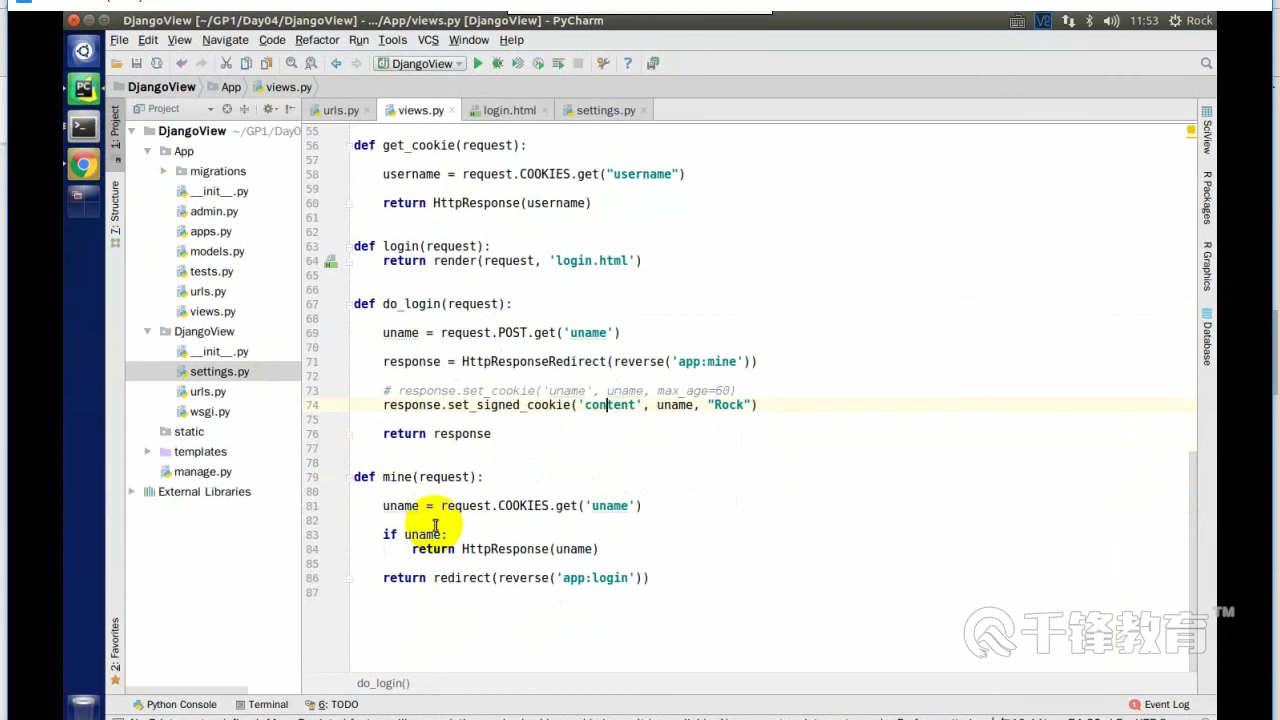 DjangoView [~/GP1/Day04/DjangoView] - .../App/views.py [DjangoView] - PyCharm
11:53
Rock
File Edit View Navigate Code Refactor Run Tools VCS Window Help
DjangoView
DjangoView
App
views.py
Project
urls.py
views.py
login.html
settings.py
1: Project
7: Structure
2: Favorites
DjangoView ~/GP1/Day0
App
migrations
__init__.py
admin.py
apps.py
models.py
tests.py
urls.py
views.py
DjangoView
__init__.py
settings.py
urls.py
wsgi.py
static
templates
manage.py
External Libraries
55
56 def get_cookie(request):
57
58 username = request.COOKIES.get("username")
59
60 return HttpResponse(username)
61
62
63 def login(request):
64 return render(request, 'login.html')
65
66
67 def do_login(request):
68
69 uname = request.POST.get('uname')
70
71 response = HttpResponseRedirect(reverse('app:mine'))
72
73 # response.set_cookie('uname', uname, max_age=60)
74 response.set_signed_cookie('content', uname, "Rock")
75
76 return response
77
78
79 def mine(request):
80
81 uname = request.COOKIES.get('uname')
82
83 if uname:
84 return HttpResponse(uname)
85
86 return redirect(reverse('app:login'))
87
do_login()
SciView
R Packages
R Graphics
Database
千锋教育™
Python Console
Terminal
6: TODO
Event Log